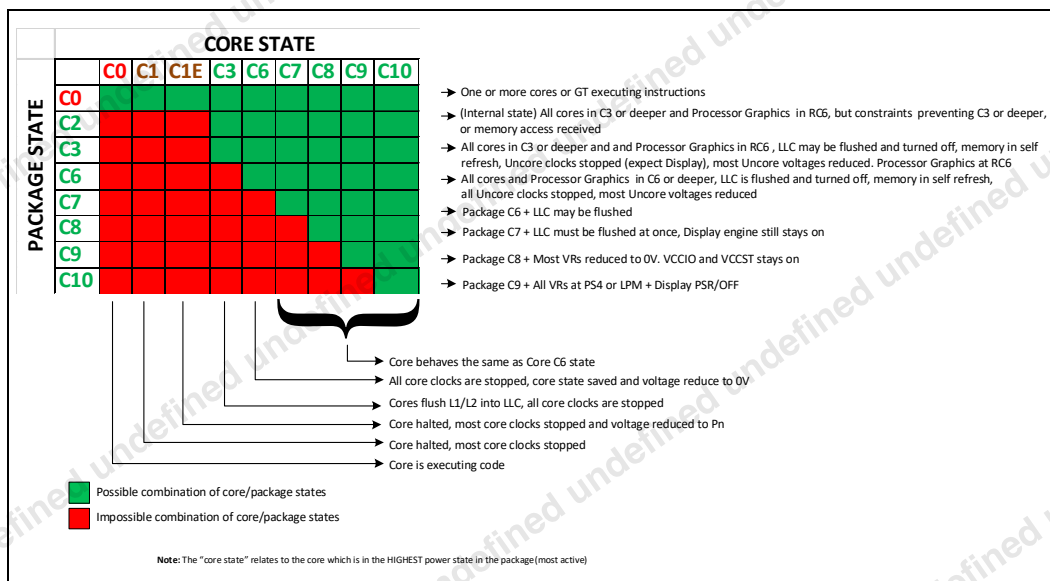 CORE STATE
C0 C1 C1E C3 C6 C7 C8 C9 C10
PACKAGE STATE
C0
C2
C3
C6
C7
C8
C9
C10
One or more cores or GT executing instructions
(Internal state) All cores in C3 or deeper and Processor Graphics in RC6, but constraints preventing C3 or deeper,
or memory access received
All cores in C3 or deeper and and Processor Graphics in RC6 , LLC may be flushed and turned off, memory in self
refresh, Uncore clocks stopped (expect Display), most Uncore voltages reduced. Processor Graphics at RC6
All cores and Processor Graphics in C6 or deeper, LLC is flushed and turned off, memory in self refresh,
all Uncore clocks stopped, most Uncore voltages reduced
Package C6 + LLC may be flushed
Package C7 + LLC must be flushed at once, Display engine still stays on
Package C8 + Most VRs reduced to 0V. VCCIO and VCCST stays on
Package C9 + All VRs at PS4 or LPM + Display PSR/OFF
Core behaves the same as Core C6 state
All core clocks are stopped, core state saved and voltage reduce to 0V
Cores flush L1/L2 into LLC, all core clocks are stopped
Core halted, most core clocks stopped and voltage reduced to Pn
Core halted, most core clocks stopped
Core is executing code
Possible combination of core/package states
Impossible combination of core/package states
Note: The "core state" relates to the core which is in the HIGHEST power state in the package(most active)
undefined undefined undefined undefined
undefined undefined undefined undefined
undefined undefined